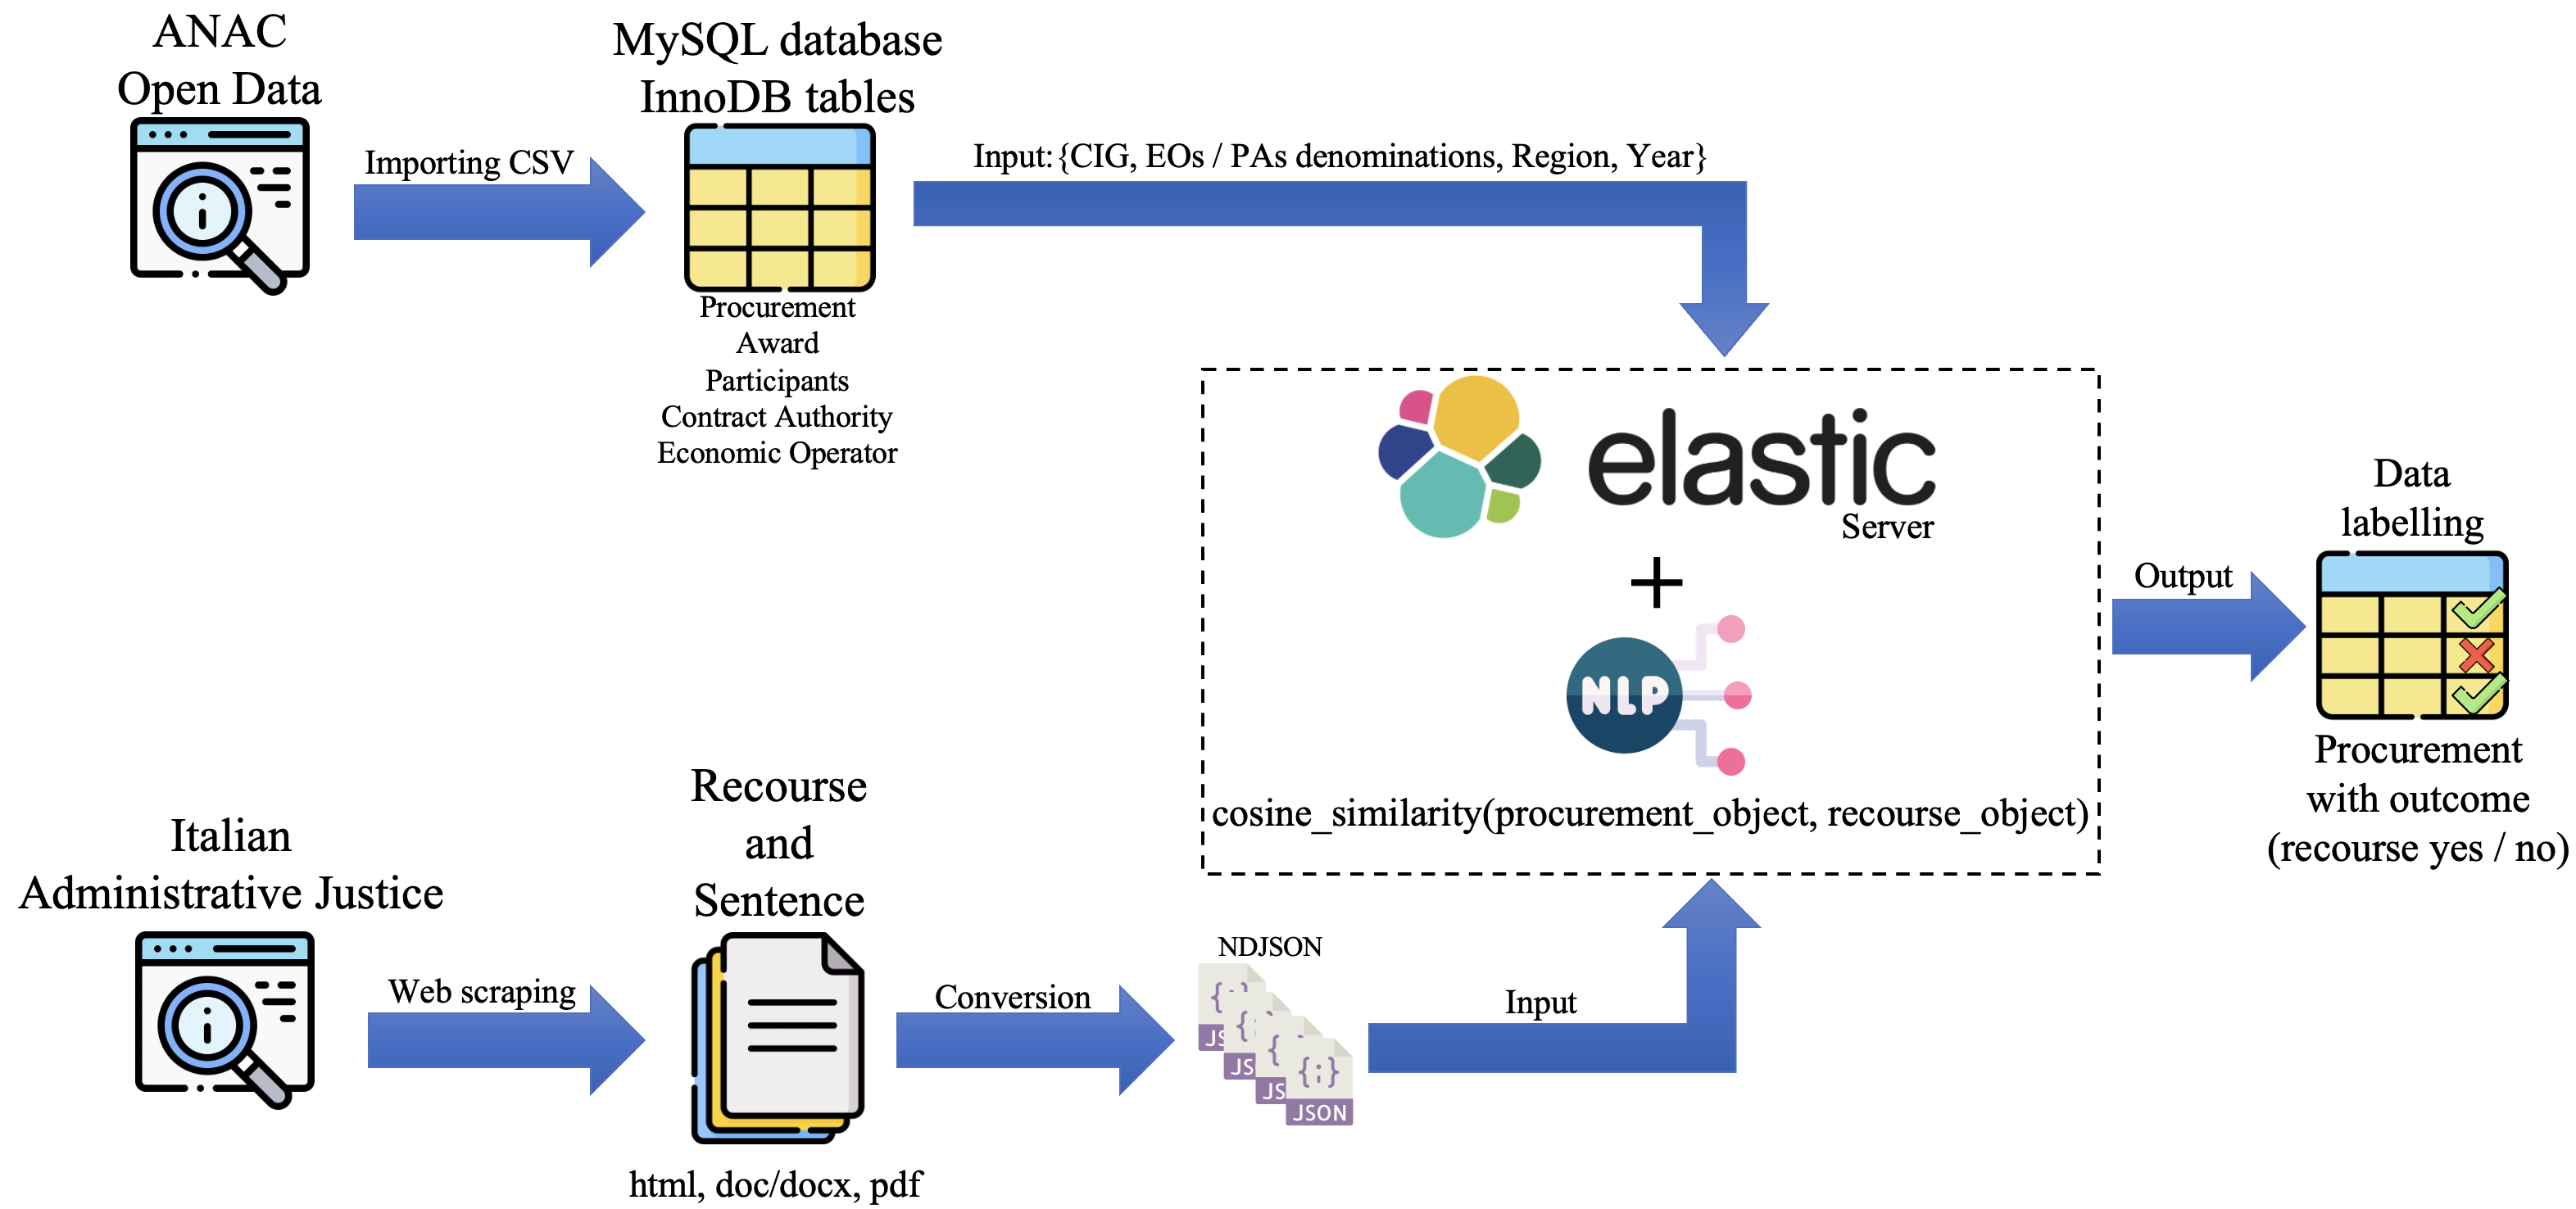 ANAC
Open Data
Importing CSV
MySQL database
InnoDB tables
Procurement
Award
Participants
Contract Authority
Economic Operator
Input:{CIG, EOs / PAs denominations, Region, Year}
elastic
Server
+
NLP
cosine_similarity(procurement_object, recourse_object)
Output
Data
labelling
Procurement
with outcome
(recourse yes / no)
Italian
Administrative Justice
Web scraping
Recourse
and
Sentence
html, doc/docx, pdf
Conversion
NDJSON
JS
JS
JS
{;}
JSON
Input